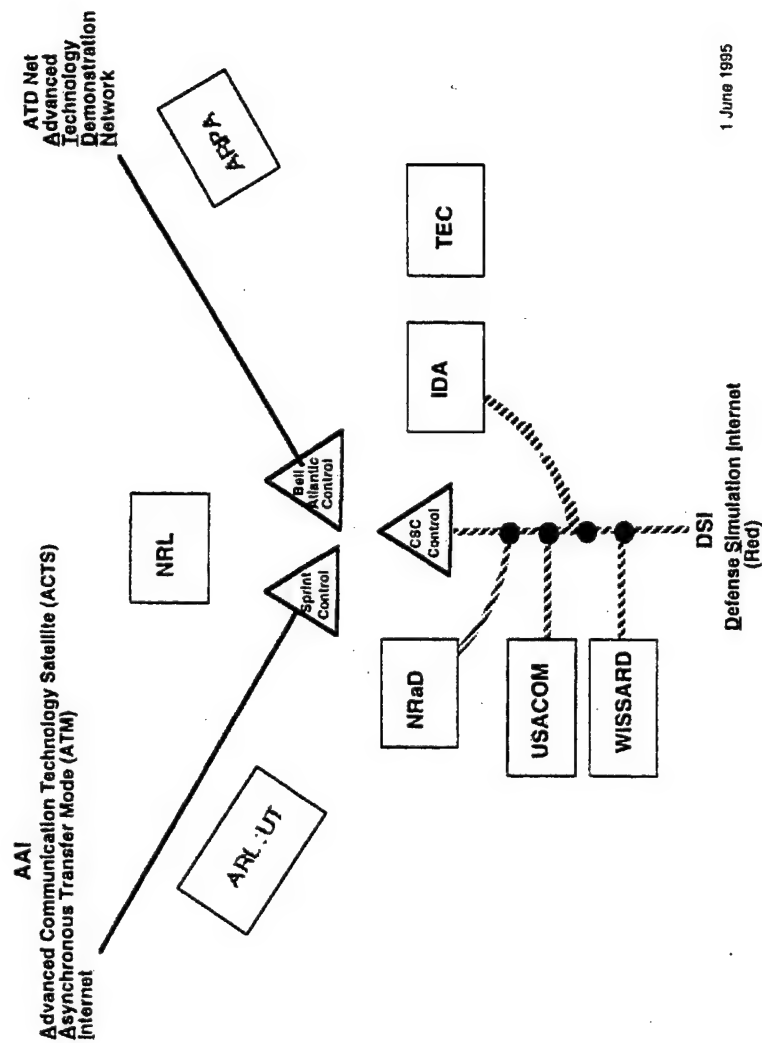 AAI
Advanced Communication Technology Satellite (ACTS)
Asynchronous Transfer Mode (ATM)
Internet
ATD Net
Advanced
Technology
Demonstration
Network
NRL
ARPA
ARL:UT
Sprint
Control
Bell
Atlantic
Control
CSC
Control
NRaD
IDA
TEC
USACOM
WISSARD
DSI
Defense Simulation Internet
(Red)
1 June 1995